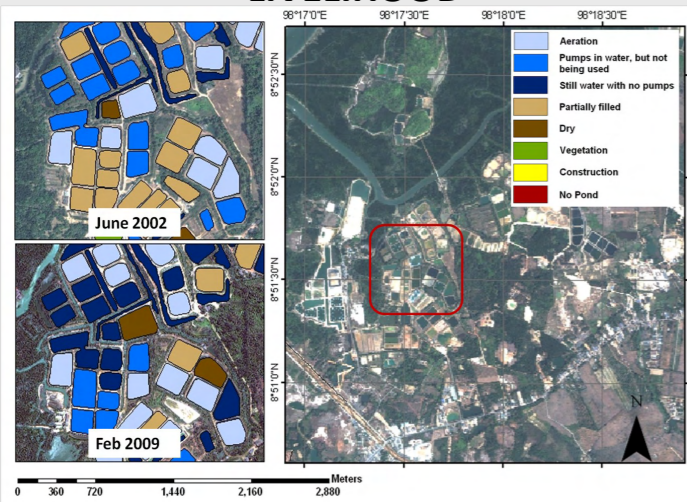 98°17'0"E 98°17'30"E 98°18'0"E 98°18'30"E
8°52'30"N
8°52'0"N
8°51'30"N
8°51'0"N
Aeration
Pumps in water, but not
being used
Still water with no pumps
Partially filled
Dry
Vegetation
Construction
No Pond
June 2002
Feb 2009
N
Meters
0 360 720 1,440 2,160 2,880